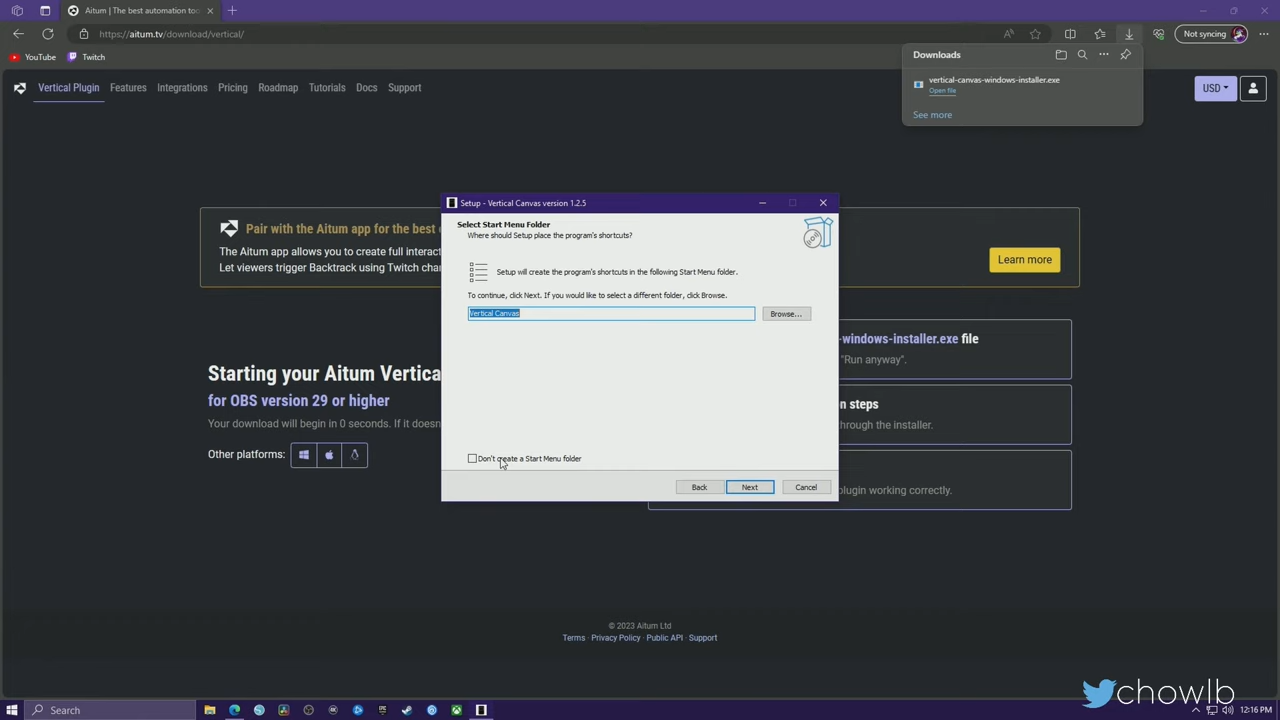 Aitum | The best automation too
https://aitum.tv/download/vertical/
Not syncing
YouTube
Twitch
Downloads
vertical-canvas-windows-installer.exe
Open file
See more
Vertical Plugin
Features
Integrations
Pricing
Roadmap
Tutorials
Docs
Support
USD
Pair with the Aitum app for the best
The Aitum app allows you to create full interac
Let viewers trigger Backtrack using Twitch chan
Learn more
Setup - Vertical Canvas version 1.2.5
Select Start Menu Folder
Where should Setup place the program's shortcuts?
Setup will create the program's shortcuts in the following Start Menu folder.
To continue, click Next. If you would like to select a different folder, click Browse.
Vertical Canvas
Browse...
Don't create a Start Menu folder
Back
Next
Cancel
Starting your Aitum Vertica
for OBS version 29 or higher
Your download will begin in 0 seconds. If it doesn
Other platforms:
-windows-installer.exe file
"Run anyway".
n steps
through the installer.
plugin working correctly.
© 2023 Aitum Ltd
Terms · Privacy Policy · Public API · Support
chowlb
Search
12:16 PM